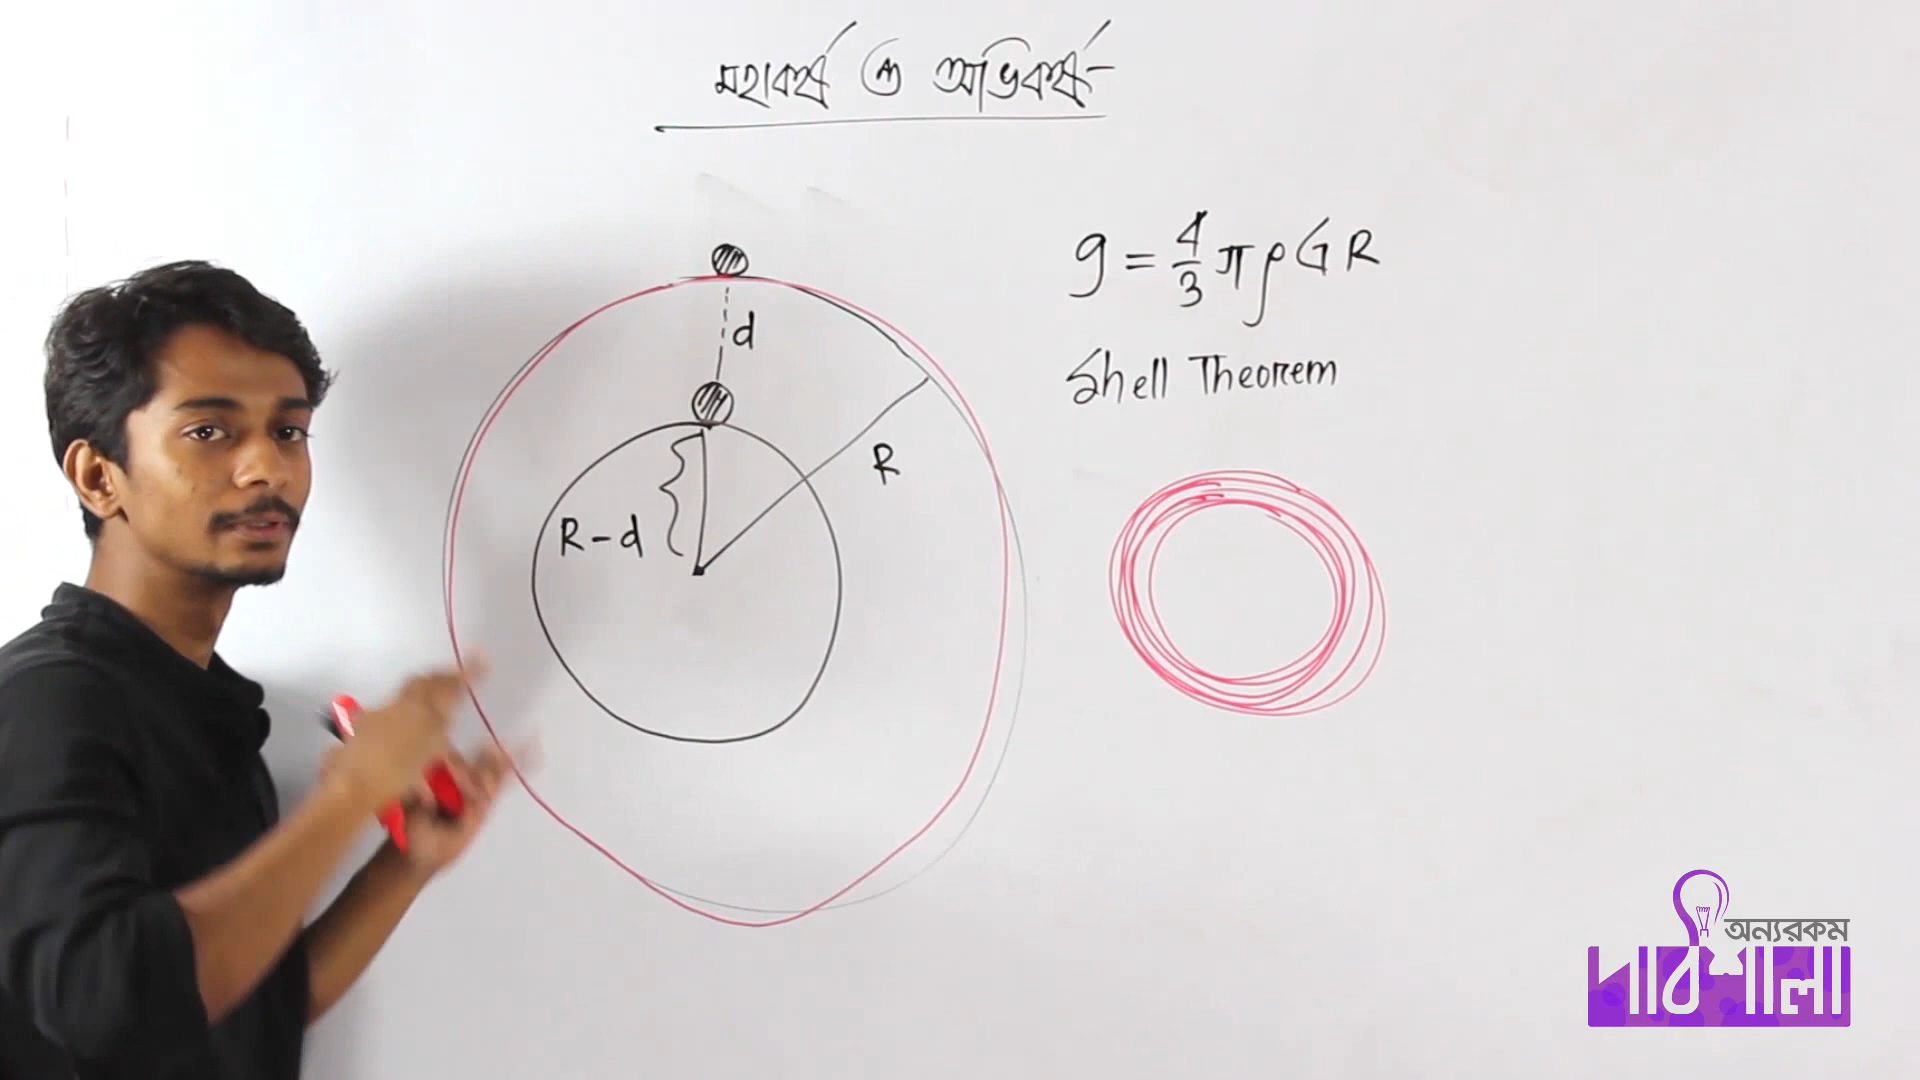 মহাকর্ষ ও অভিকর্ষ-
g = 4/3 π ρ G R
Shell Theorem
d
R
R - d
অন্যরকম
পাঠশালা